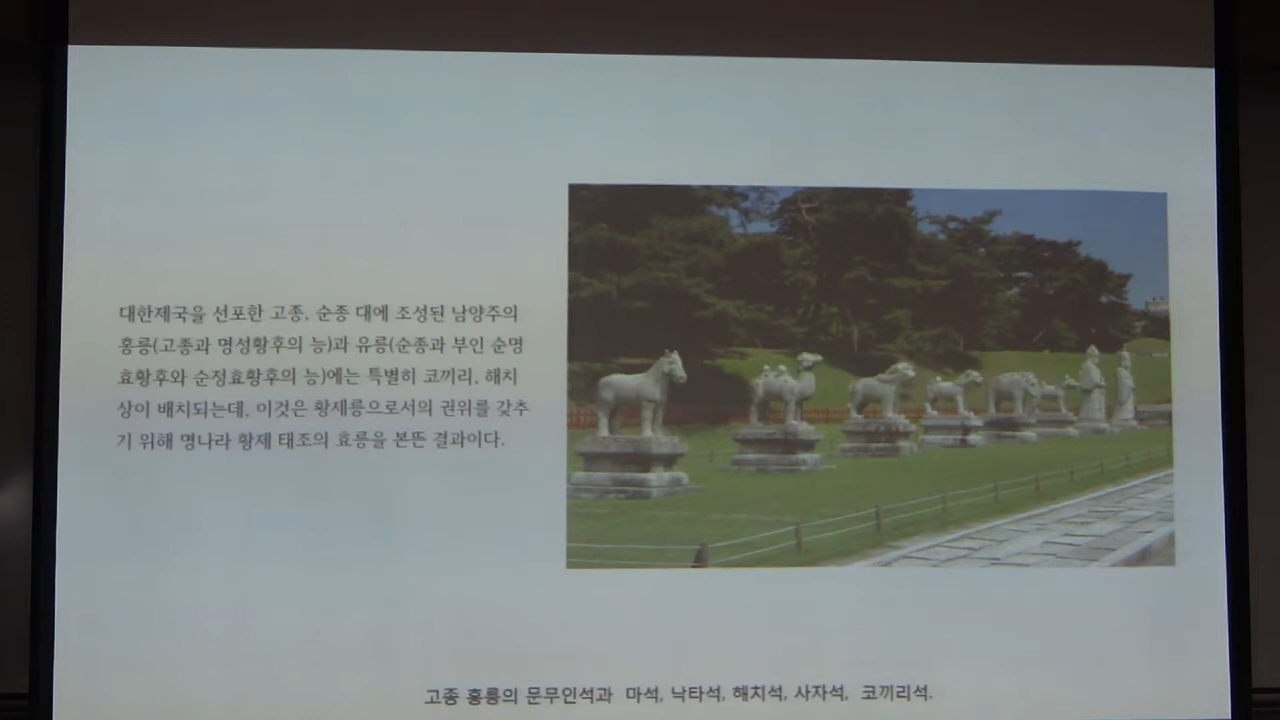 대한제국을 선포한 고종, 순종 대에 조성된 남양주의
홍릉(고종과 명성황후의 능)과 유릉(순종과 부인 순명
효황후와 순정효황후의 능)에는 특별히 코끼리, 해치
상이 배치되는데, 이것은 황제릉으로서의 권위를 갖추
기 위해 명나라 황제 태조의 효릉을 본뜬 결과이다.
고종 홍릉의 문무인석과 마석, 낙타석, 해치석, 사자석, 코끼리석.